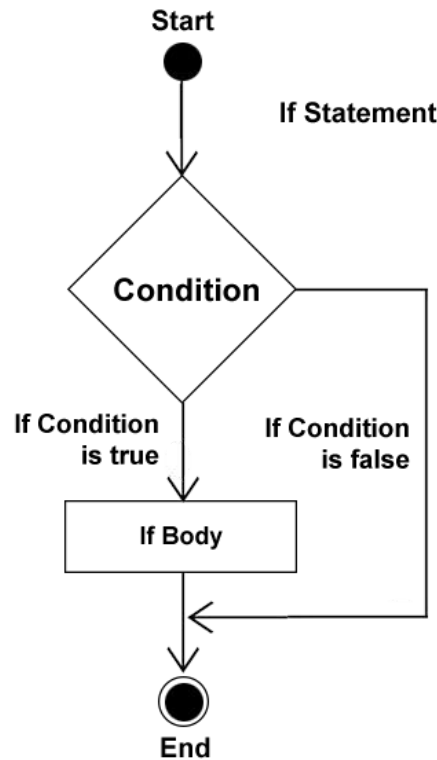 Start
If Statement
Condition
If Condition
is true
If Condition
is false
If Body
End